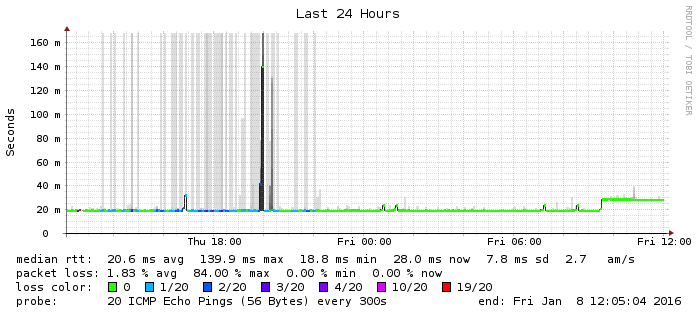 Last 24 Hours
RRDTOOL / TOBI OETIKER
Seconds
160 m
140 m
120 m
100 m
80 m
60 m
40 m
20 m
0
Thu 18:00 Fri 00:00 Fri 06:00 Fri 12:00
median rtt: 20.6 ms avg 139.9 ms max 18.8 ms min 28.0 ms now 7.8 ms sd 2.7 am/s
packet loss: 1.83 % avg 84.00 % max 0.00 % min 0.00 % now
loss color: 0 1/20 2/20 3/20 4/20 10/20 19/20
probe: 20 ICMP Echo Pings (56 Bytes) every 300s end: Fri Jan 8 12:05:04 2016